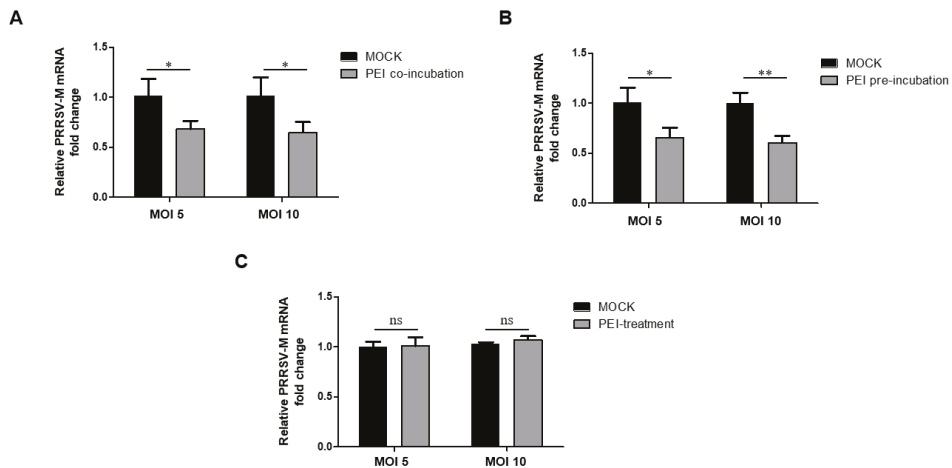 A
Relative PRRSV-M mRNA
fold change
1.5
1.0
0.5
0.0
*
*
MOI 5
MOI 10
MOCK
PEI co-incubation
B
Relative PRRSV-M mRNA
fold change
1.5
1.0
0.5
0.0
*
**
MOI 5
MOI 10
MOCK
PEI pre-incubation
C
Relative PRRSV-M mRNA
fold change
1.5
1.0
0.5
0.0
ns
ns
MOI 5
MOI 10
MOCK
PEI-treatment